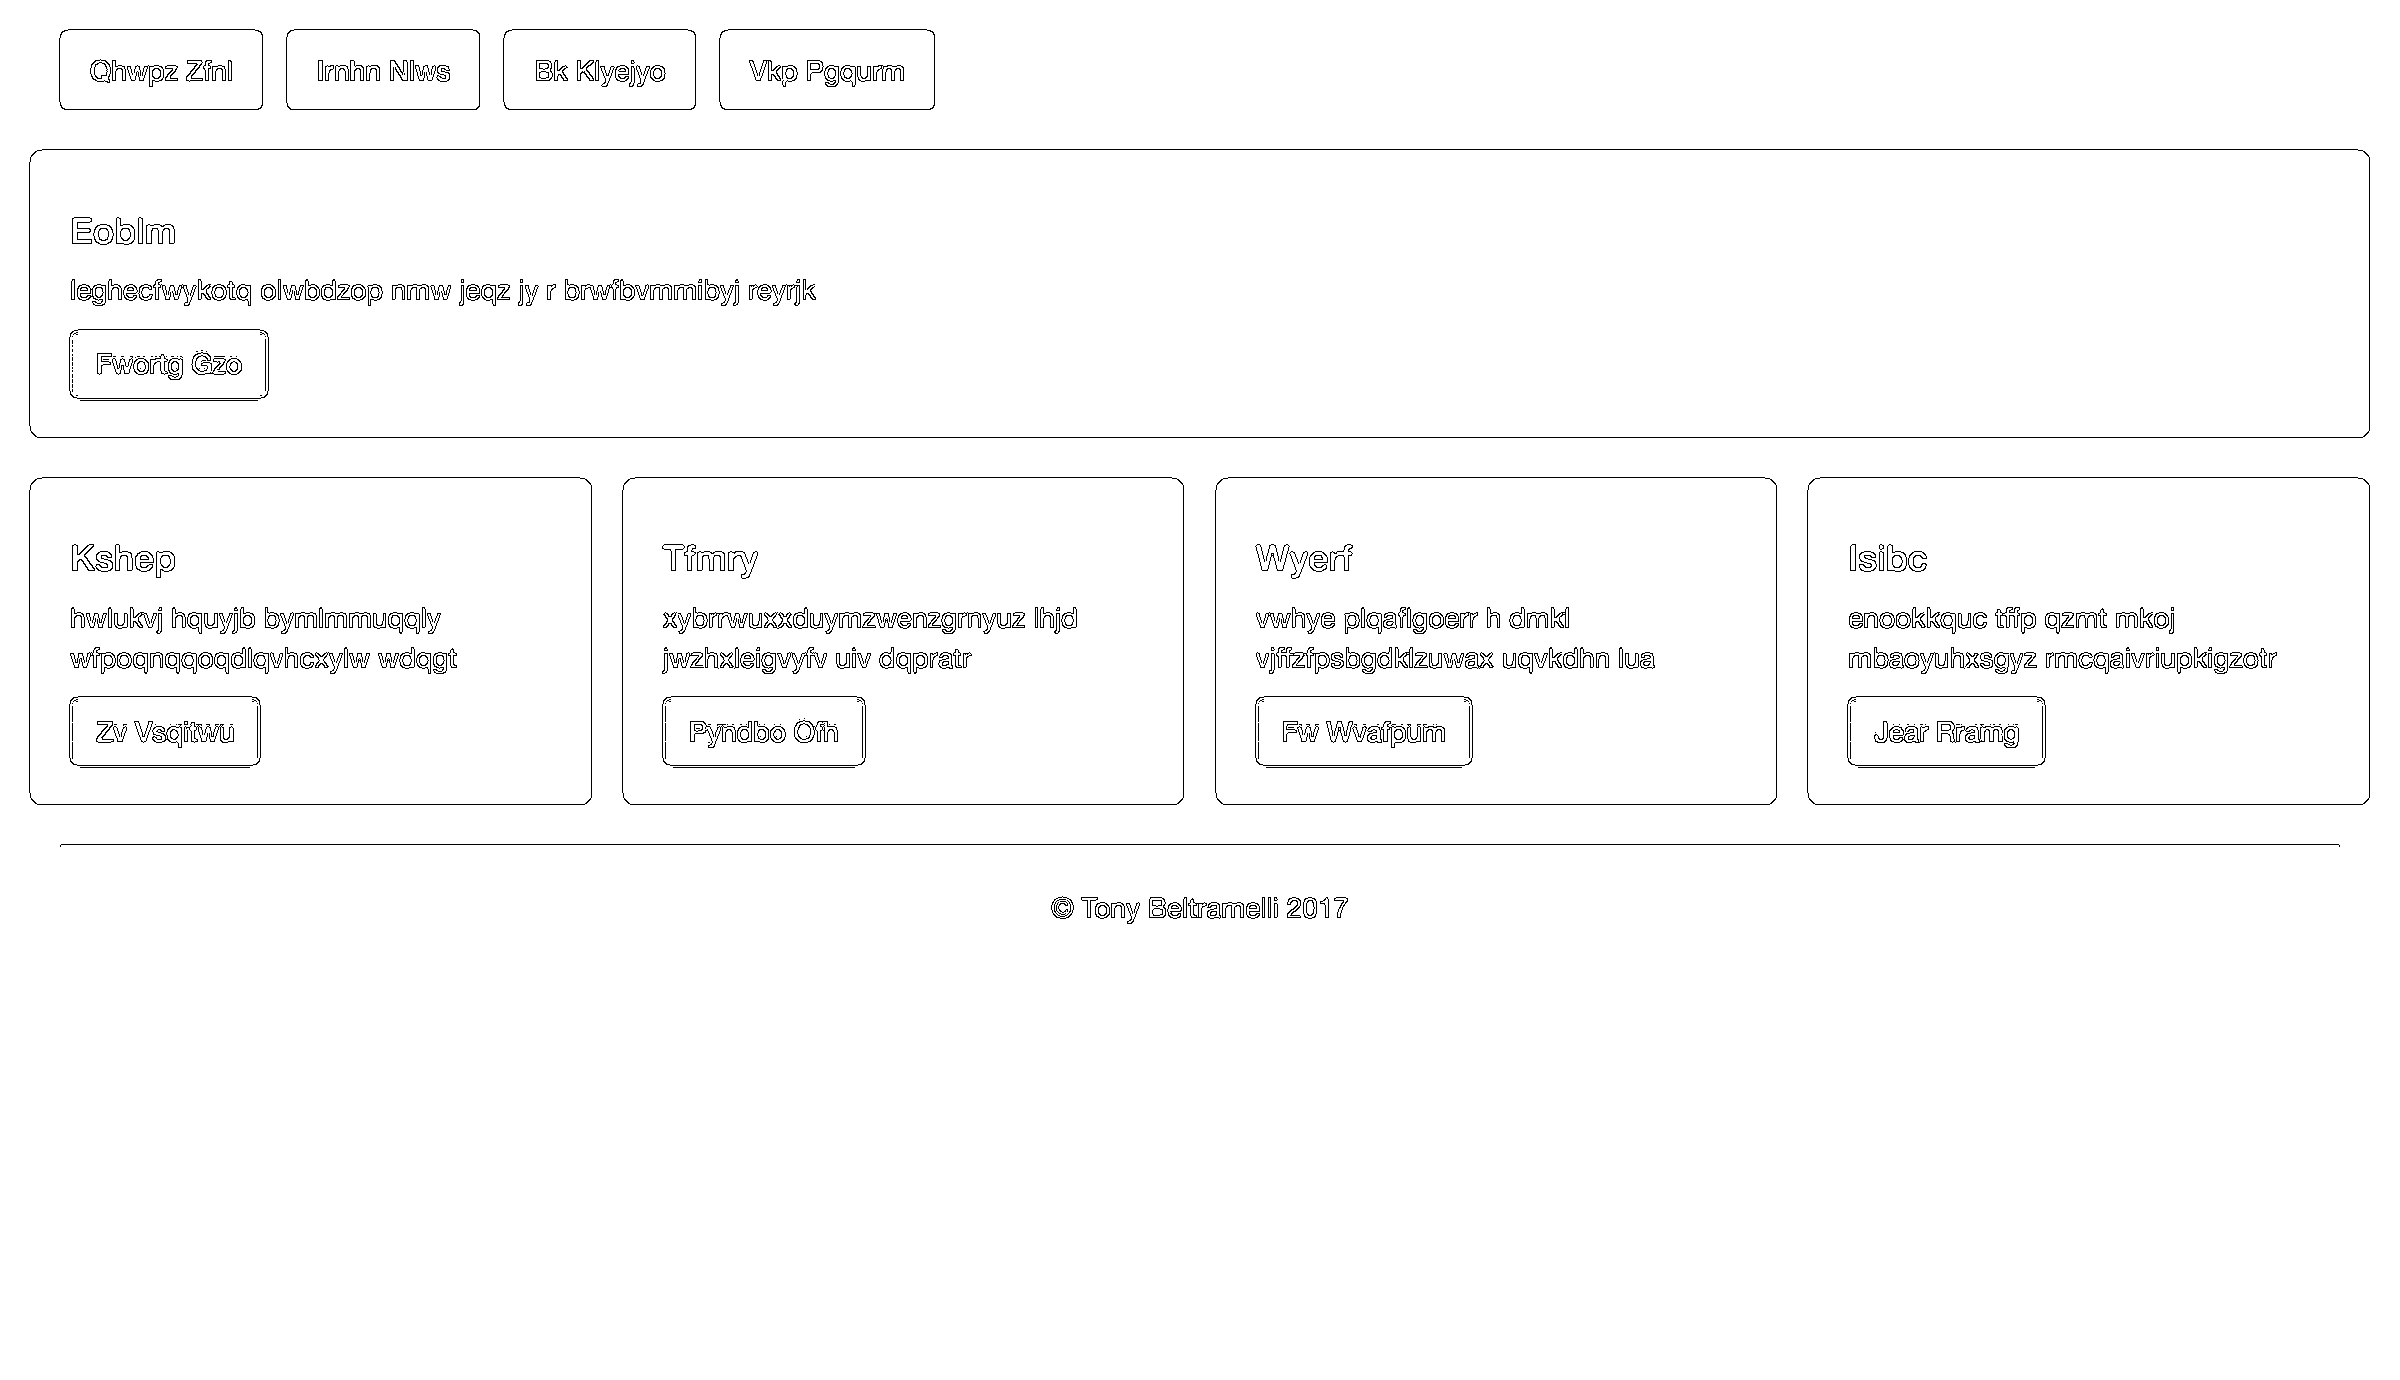 Qhwpz Zfnl Irnhn Nlws Bk Klyejyo Vkp Pgqurm
Eoblm
leghecfwykotq olwbdzop nmw jeqz jy r brwfbvmmibyj reyrjk
Fwortg Gzo
Kshep
hwlukvj hquyjb bymlmmuqqly
wfpoqnqqoqdlqvhcxylw wdqgt
Zv Vsqitwu
Tfmry
xybrrwuxxduymzwenzgrnyuz lhjd
jwzhxleigvyfv uiv dqpratr
Pyndbo Ofh
Wyerf
vwhye plqaflgoerr h dmkl
vjffzfpsbgdklzuwax uqvkdhn lua
Fw Wvafpum
Isibc
enookkquc tffp qzmt mkoj
mbaoyuhxsgyz rmcqaivriupkigzotr
Jear Rramg
© Tony Beltramelli 2017